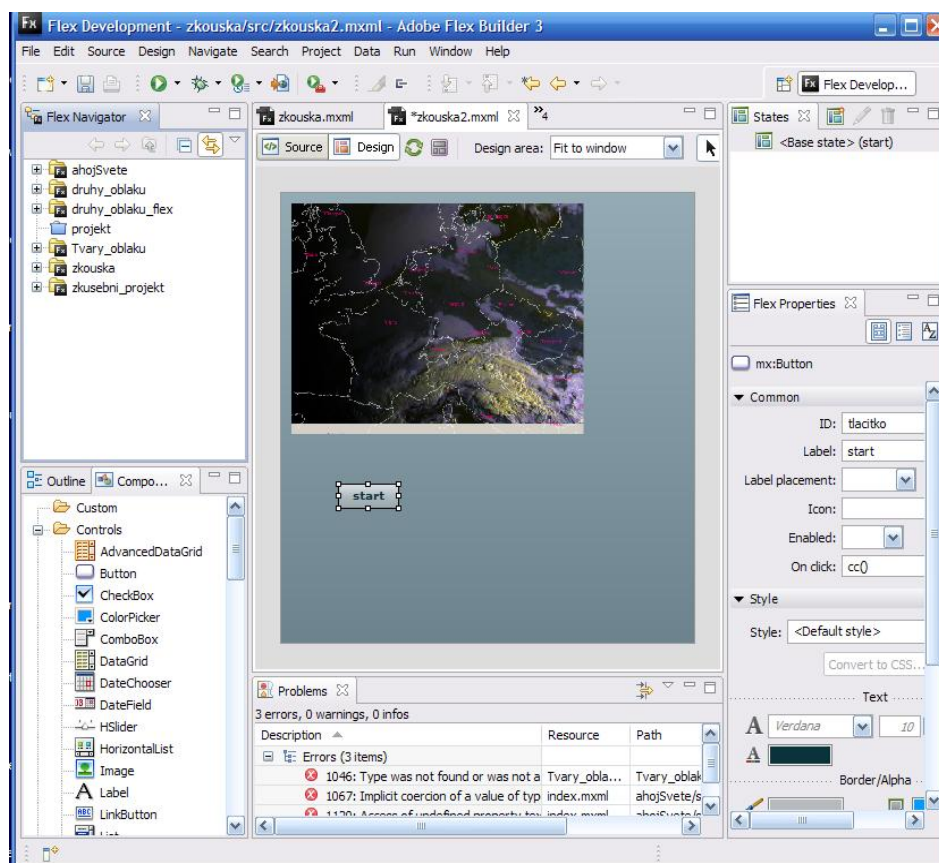 Flex Development - zkouska/src/zkouska2.mxml - Adobe Flex Builder 3
File Edit Source Design Navigate Search Project Data Run Window Help
Flex Develop...
Flex Navigator
ahojSvete
druhy_oblaku
druhy_oblaku_flex
projekt
Tvary_oblaku
zkouska
zkusebni_projekt
Outline Compo...
Custom
Controls
AdvancedDataGrid
Button
CheckBox
ColorPicker
ComboBox
DataGrid
DateChooser
DateField
HSlider
HorizontalList
Image
Label
LinkButton
zkouska.mxml *zkouska2.mxml 4
Source Design Design area: Fit to window
start
Problems
3 errors, 0 warnings, 0 infos
Description Resource Path
Errors (3 items)
1046: Type was not found or was not a Tvary_obla... Tvary_oblak
1067: Implicit coercion of a value of typ index.mxml ahojSvete/s
States
<Base state> (start)
Flex Properties
mx:Button
Common
ID: tlacitko
Label: start
Label placement:
Icon:
Enabled:
On click: cc()
Style
Style: <Default style>
Convert to CSS...
Text
A Verdana 10
A
Border/Alpha